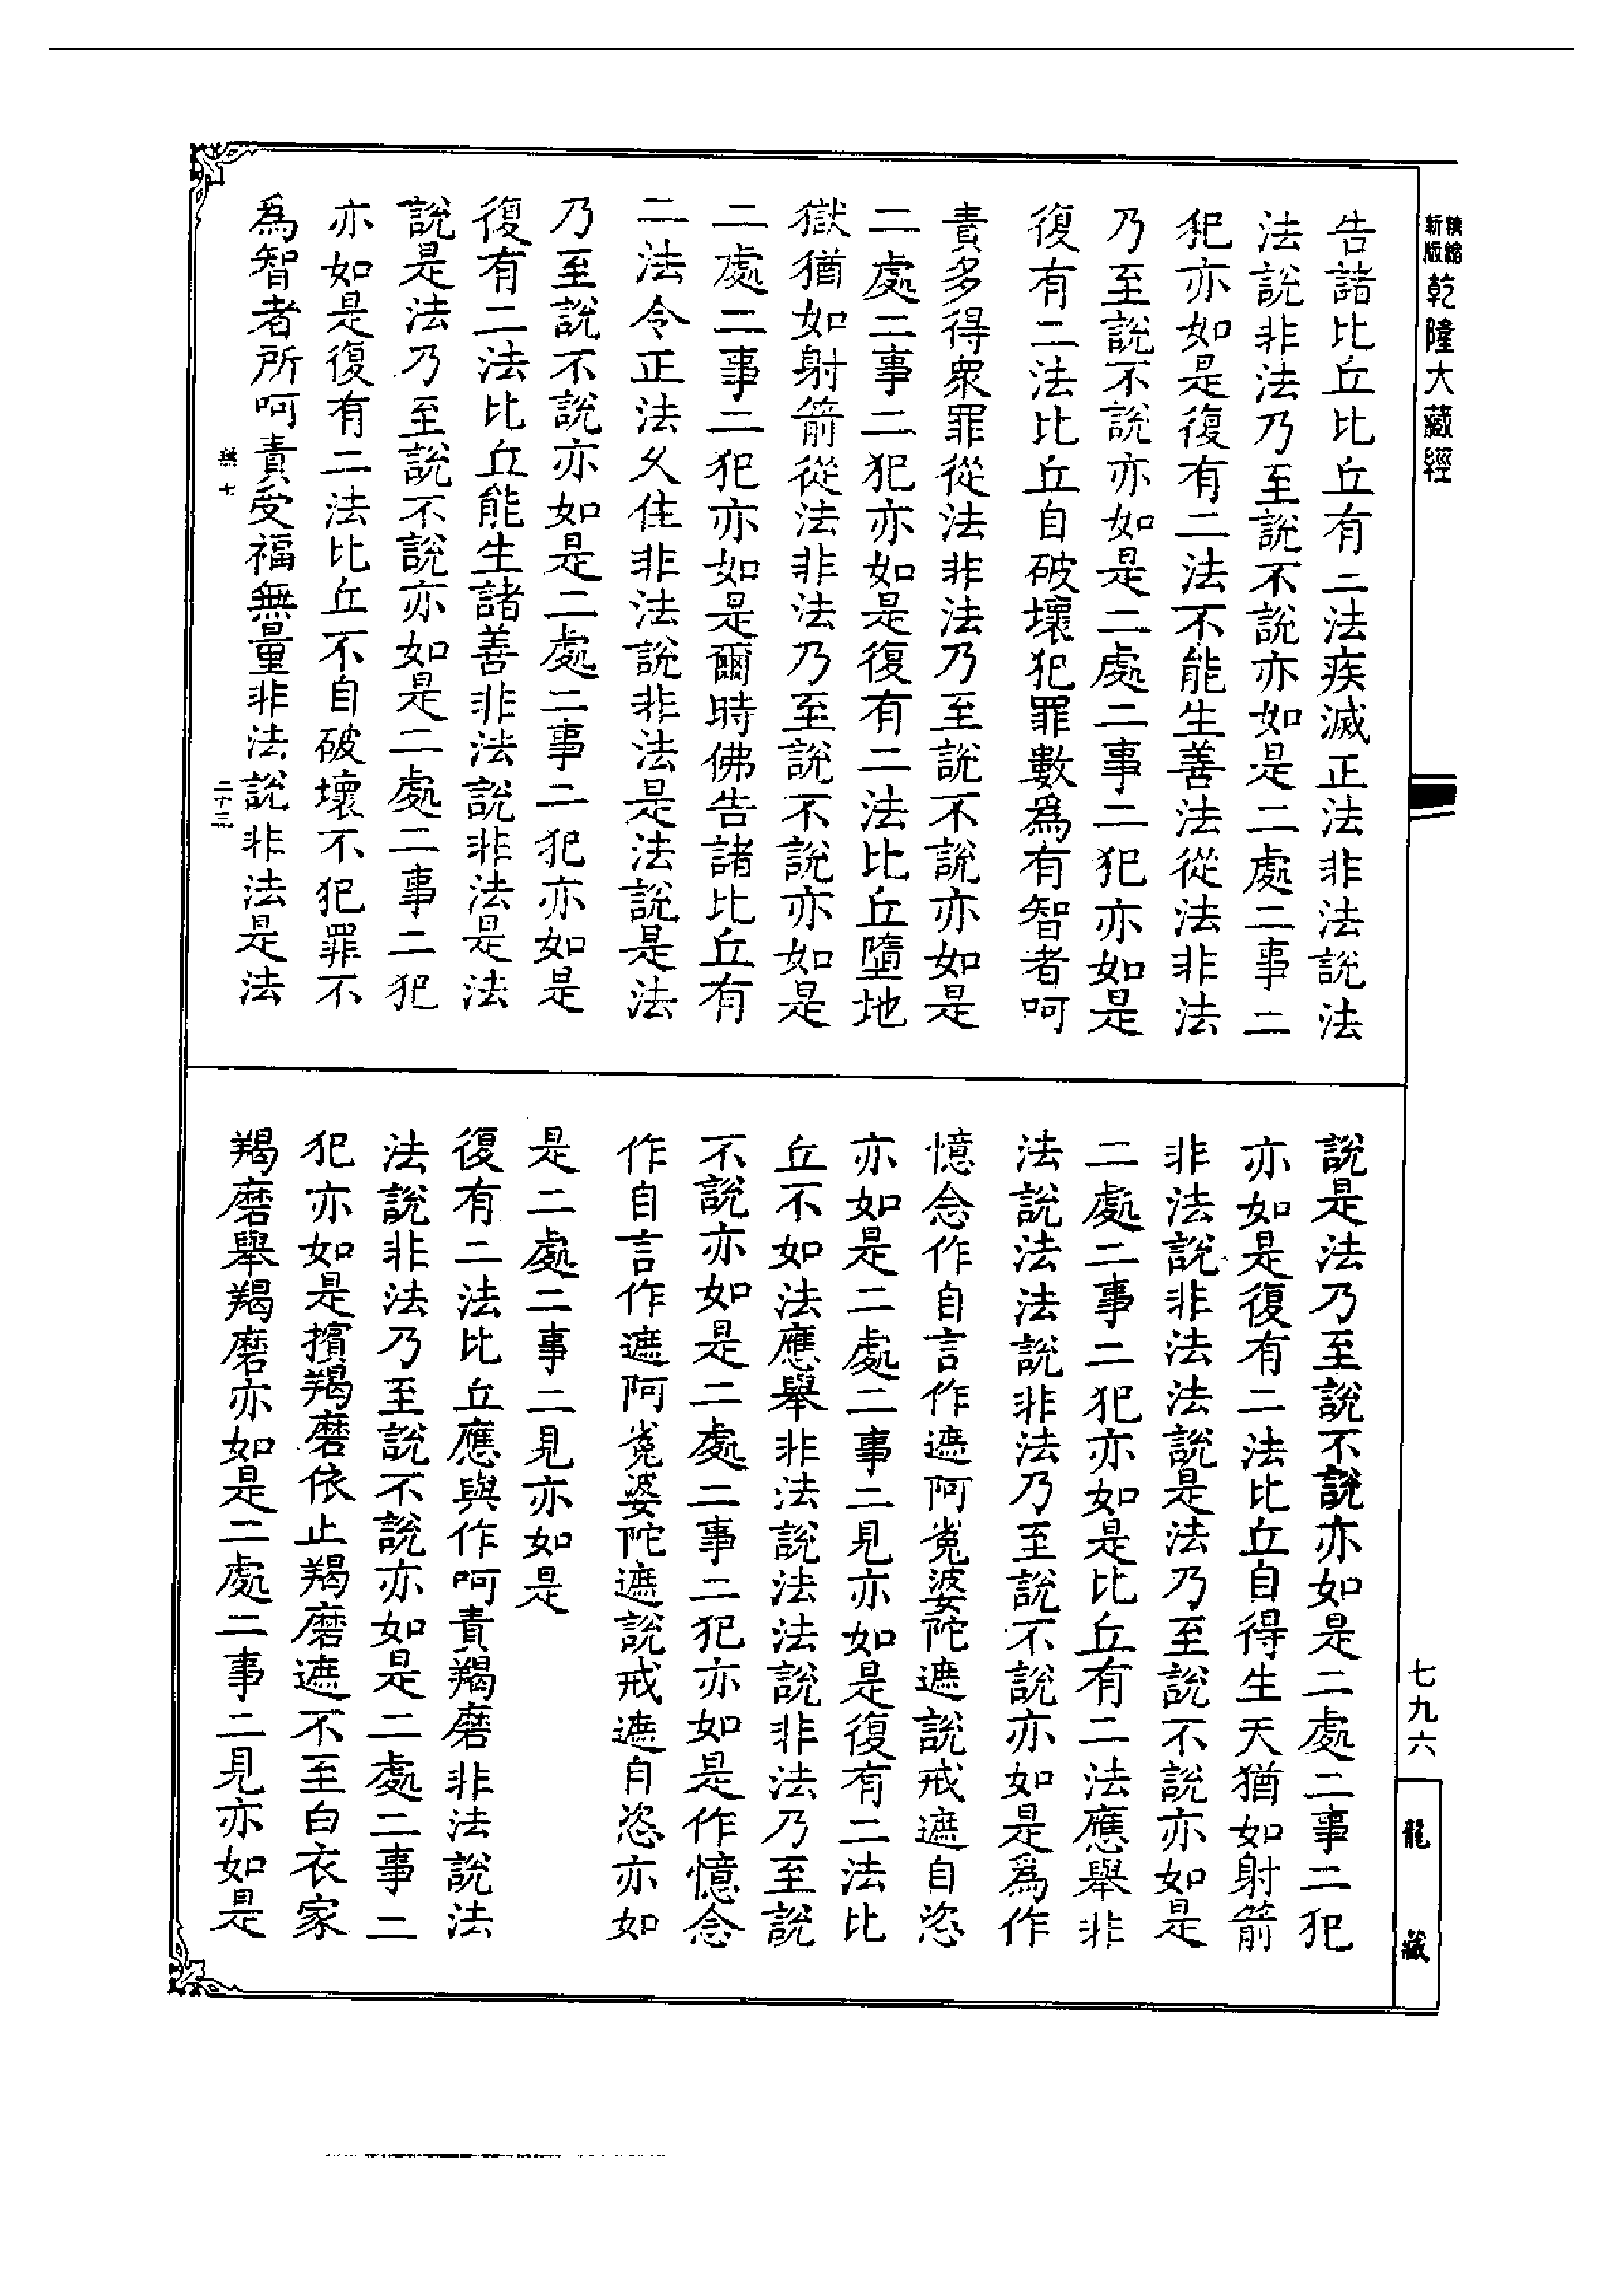 精縮新版 乾隆大藏經
告諸比丘比丘有二法疾滅正法非法說法
法說非法乃至說不說亦如是二處二事二
犯亦如是復有二法不能生善法從法非法
乃至說不說亦如是二處二事二犯亦如是
復有二法比丘自破壞犯罪數為有智者呵
責多得衆罪從法非法乃至說不說亦如是
二處二事二犯亦如是復有二法比丘墮地
獄猶如射箭從法非法乃至說不說亦如是
二處二事二犯亦如是爾時佛告諸比丘有
二法令正法久住非法說非法是法說是法
乃至說不說亦如是二處二事二犯亦如是
復有二法比丘能生諸善非法說非法是法
說是法乃至說不說亦如是二處二事二犯
亦如是復有二法比丘不自破壞不犯罪不
為智者所呵責受福無量非法說非法是法
二十三
說是法乃至說不說亦如是二處二事二犯
亦如是復有二法比丘自得生天猶如射箭
非法說非法法說是法乃至說不說亦如是
二處二事二犯亦如是比丘有二法應舉非
法說法法說非法乃至說不說亦如是為作
憶念作自言作遮阿㝹婆陀遮說戒遮自恣
亦如是二處二事二見亦如是復有二法比
丘不如法應舉非法說法法說非法乃至說
不說亦如是二處二事二犯亦如是作憶念
作自言作遮阿㝹婆陀遮說戒遮自恣亦如
是二處二事二見亦如是
復有二法比丘應與作呵責羯磨非法說法
法說非法乃至說不說亦如是二處二事二
犯亦如是擯羯磨依止羯磨遮不至白衣家
羯磨舉羯磨亦如是二處二事二見亦如是
七九六
龍藏